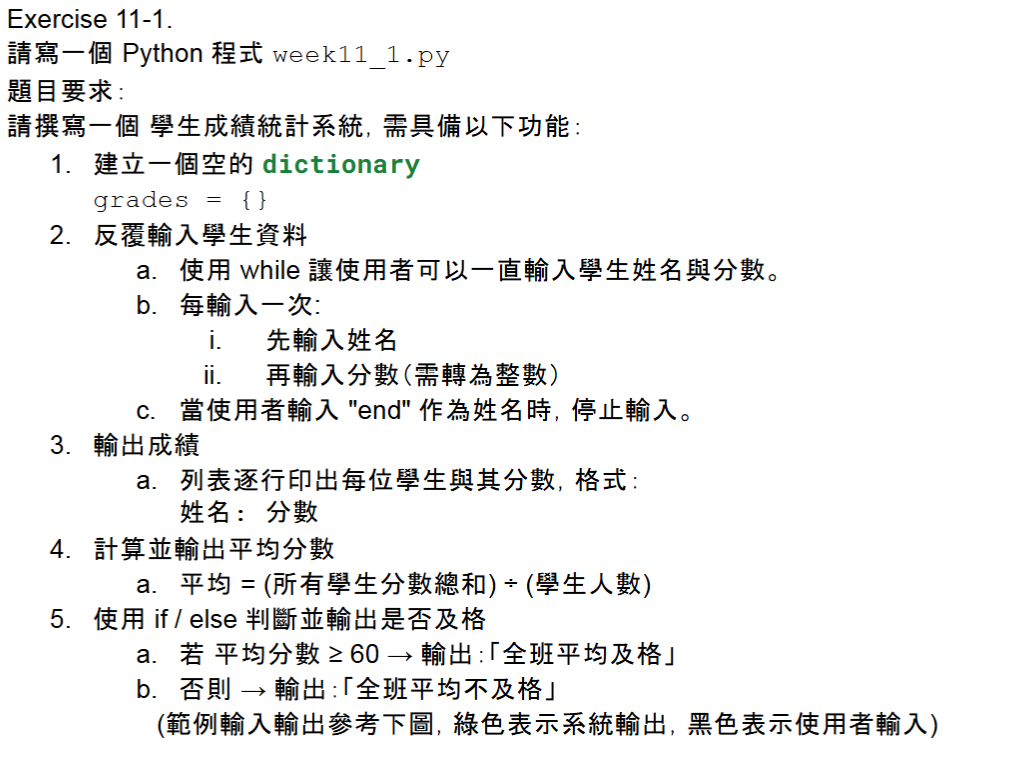 Exercise 11-1.
請寫一個 Python 程式 week11_1.py
題目要求:
請撰寫一個 學生成績統計系統, 需具備以下功能:
1. 建立一個空的 dictionary
grades = {}
2. 反覆輸入學生資料
a. 使用 while 讓使用者可以一直輸入學生姓名與分數。
b. 每輸入一次:
i. 先輸入姓名
ii. 再輸入分數(需轉為整數)
c. 當使用者輸入 "end" 作為姓名時, 停止輸入。
3. 輸出成績
a. 列表逐行印出每位學生與其分數, 格式:
姓名: 分數
4. 計算並輸出平均分數
a. 平均 = (所有學生分數總和) ÷ (學生人數)
5. 使用 if / else 判斷並輸出是否及格
a. 若 平均分數 ≥ 60 → 輸出:「全班平均及格」
b. 否則 → 輸出:「全班平均不及格」
(範例輸入輸出參考下圖, 綠色表示系統輸出, 黑色表示使用者輸入)